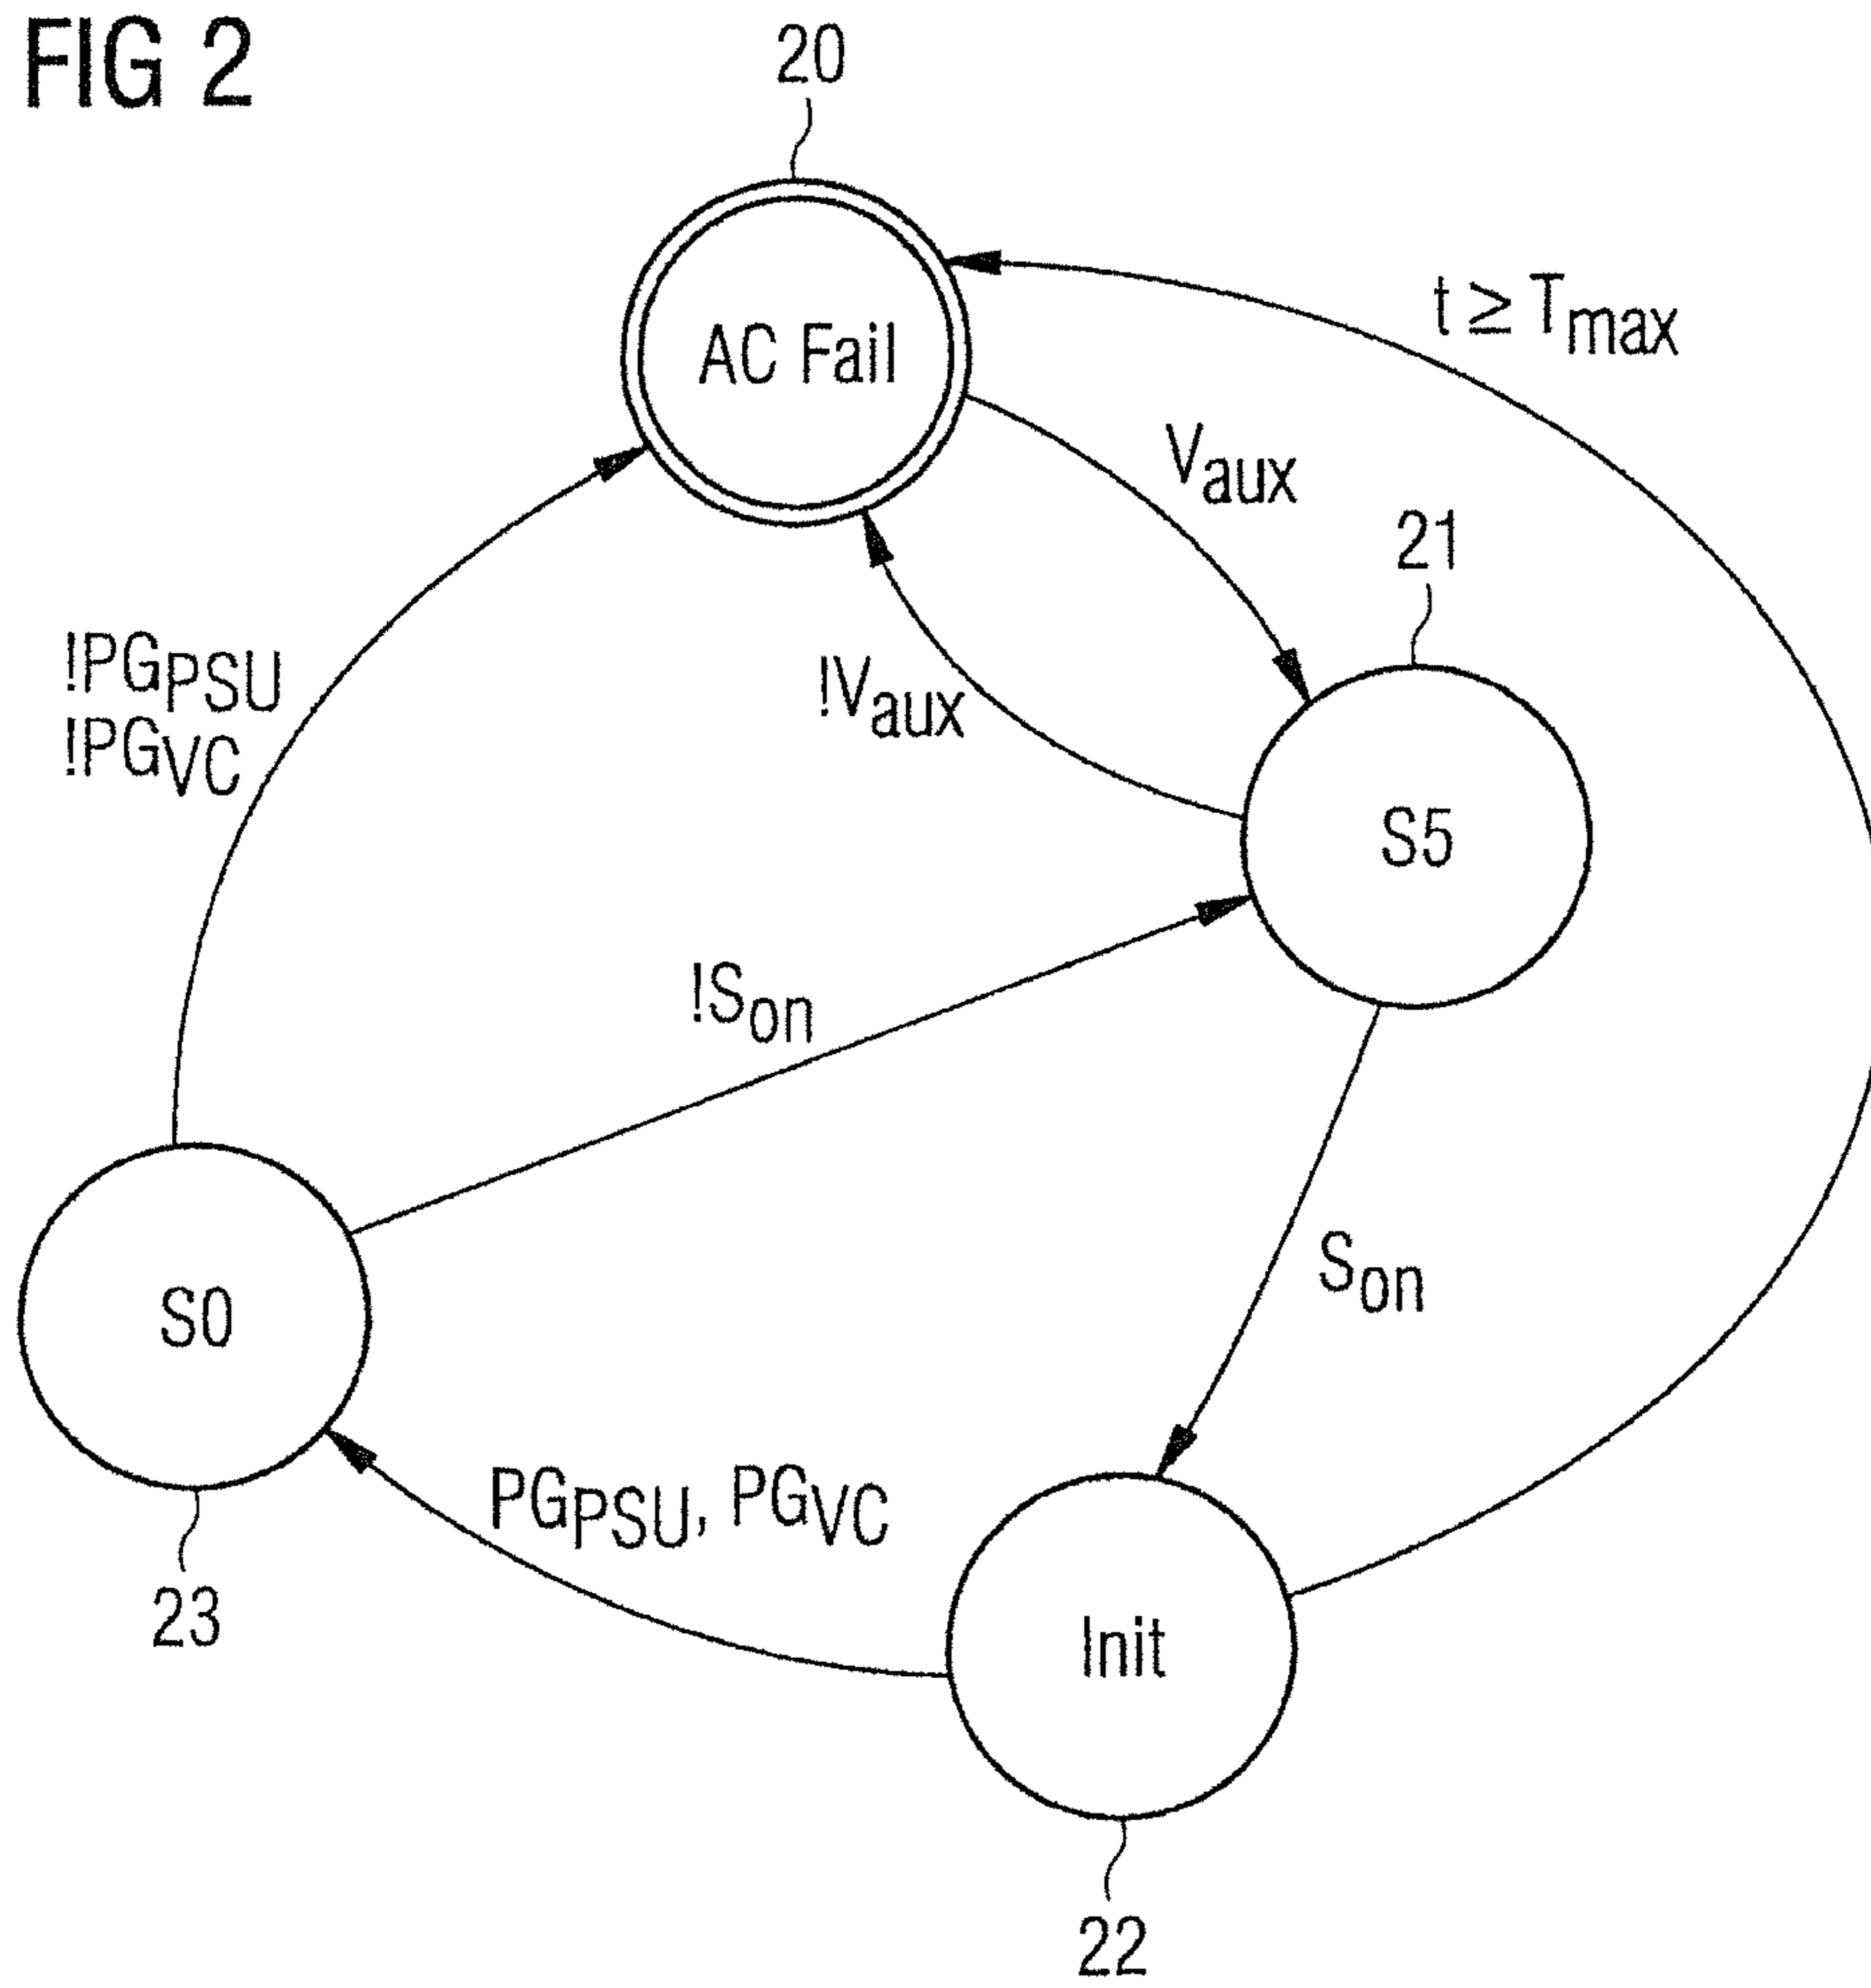 FIG 2
20
AC Fail
t ≥ Tmax
Vaux
21
!PGPSU
!PGVC
!Vaux
S5
!Son
Son
S0
PGPSU, PGVC
23
Init
22